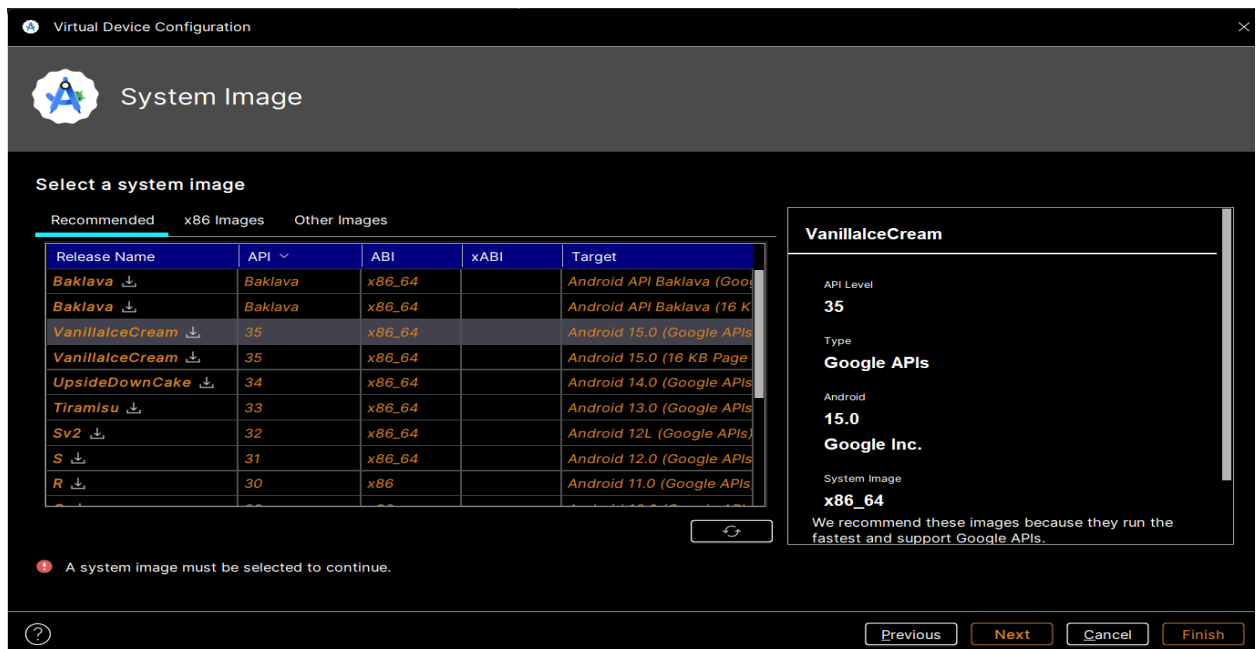 Virtual Device Configuration
System Image
Select a system image
Recommended x86 Images Other Images
Release Name API ABI xABI Target
Baklava Baklava x86_64 Android API Baklava (Goog
Baklava Baklava x86_64 Android API Baklava (16 K
VanillaIceCream 35 x86_64 Android 15.0 (Google APIs
VanillaIceCream 35 x86_64 Android 15.0 (16 KB Page
UpsideDownCake 34 x86_64 Android 14.0 (Google APIs
Tiramisu 33 x86_64 Android 13.0 (Google APIs
Sv2 32 x86_64 Android 12L (Google APIs)
S 31 x86_64 Android 12.0 (Google APIs
R 30 x86 Android 11.0 (Google APIs
VanillaIceCream
API Level
35
Type
Google APIs
Android
15.0
Google Inc.
System Image
x86_64
We recommend these images because they run the
fastest and support Google APIs.
A system image must be selected to continue.
? Previous Next Cancel Finish